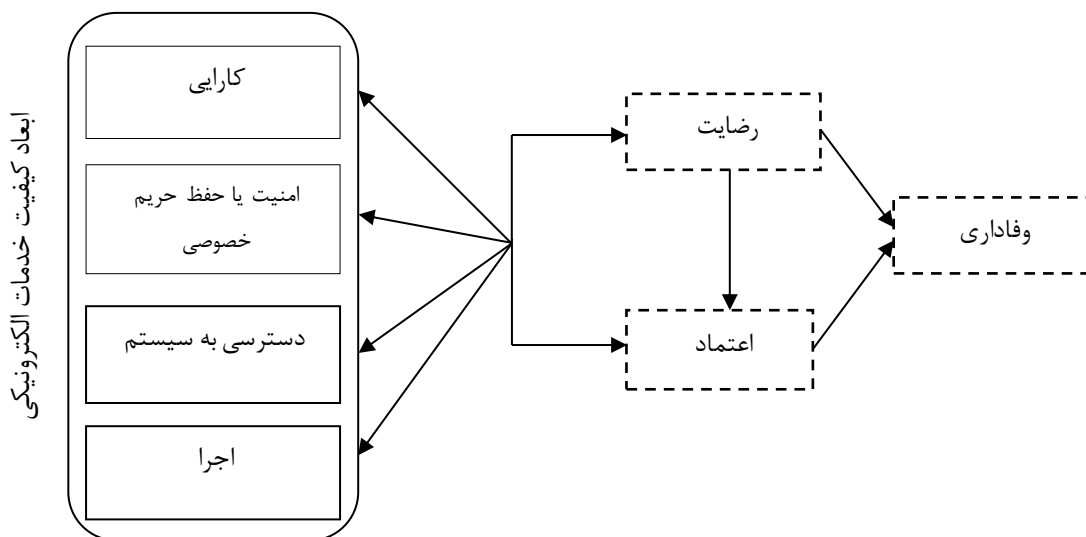 ابعاد کیفیت خدمات الکترونیکی
کارایی
امنیت یا حفظ حریم
خصوصی
دسترسی به سیستم
اجرا
رضایت
اعتماد
وفاداری